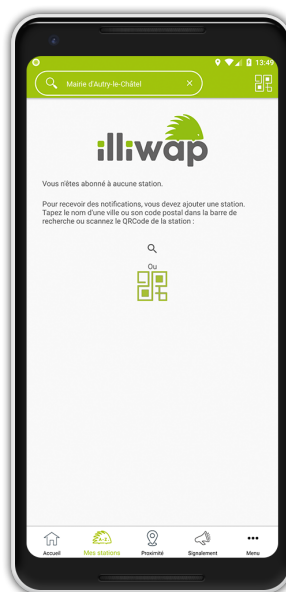 13:49
Mairie d'Autry-le-Châtel
illiwap
Vous n'êtes abonné à aucune station.
Pour recevoir des notifications, vous devez ajouter une station.
Tapez le nom d'une ville ou son code postal dans la barre de
recherche ou scannez le QRCode de la station :
Ou
Accueil Mes stations Proximité Signalement Menu